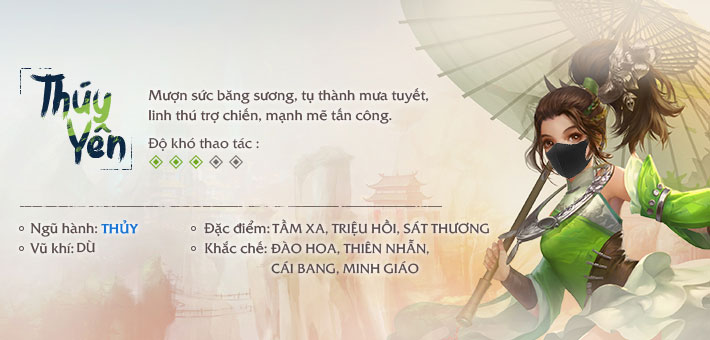 Thúy
Yên
Mượn sức băng sương, tụ thành mưa tuyết,
linh thú trợ chiến, mạnh mẽ tấn công.
Độ khó thao tác :
Ngũ hành: THỦY
Đặc điểm: TẦM XA, TRIỆU HỒI, SÁT THƯƠNG
Vũ khí: DÙ
Khắc chế: ĐÀO HOA, THIÊN NHẪN,
CÁI BANG, MINH GIÁO